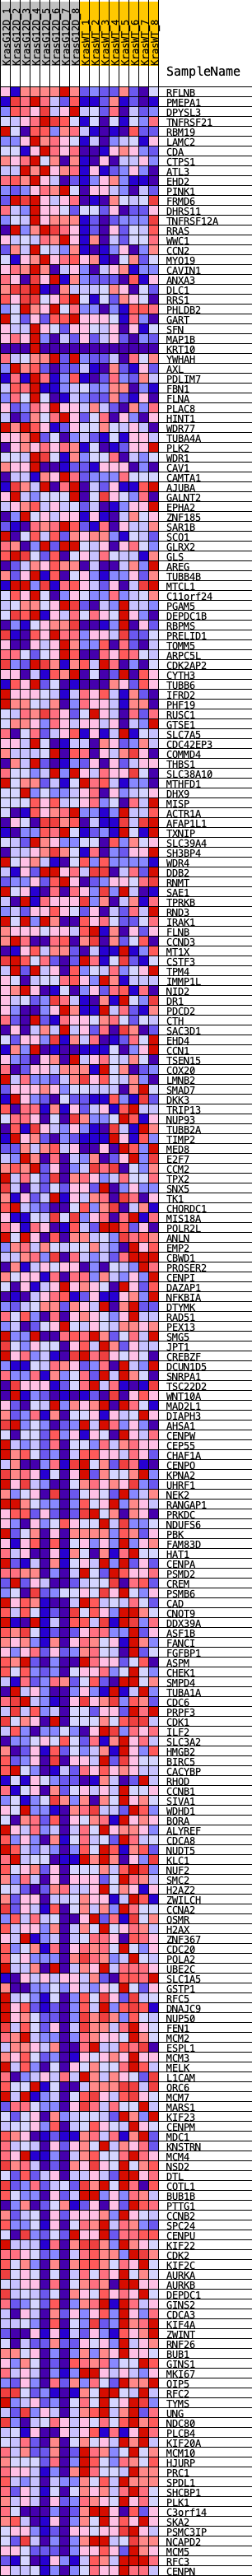 KrasG12D_1
KrasG12D_2
KrasG12D_3
KrasG12D_4
KrasG12D_5
KrasG12D_6
KrasG12D_7
KrasG12D_8
KrasWT_1
KrasWT_2
KrasWT_3
KrasWT_4
KrasWT_5
KrasWT_6
KrasWT_7
KrasWT_8
SampleName
RFLNB
PMEPA1
DPYSL3
TNFRSF21
RBM19
LAMC2
CDA
CTPS1
ATL3
EHD2
PINK1
FRMD6
DHRS11
TNFRSF12A
RRAS
WWC1
CCN2
MYO19
CAVIN1
ANXA3
DLC1
RRS1
PHLDB2
GART
SFN
MAP1B
KRT10
YWHAH
AXL
PDLIM7
FBN1
FLNA
PLAC8
HINT1
WDR77
TUBA4A
PLK2
WDR1
CAV1
CAMTA1
AJUBA
GALNT2
EPHA2
ZNF185
SAR1B
SCO1
GLRX2
GLS
AREG
TUBB4B
MTCL1
C11orf24
PGAM5
DEPDC1B
RBPMS
PRELID1
TOMM5
ARPC5L
CDK2AP2
CYTH3
TUBB6
IFRD2
PHF19
RUSC1
GTSE1
SLC7A5
CDC42EP3
COMMD4
THBS1
SLC38A10
MTHFD1
DHX9
MISP
ACTR1A
AFAP1L1
TXNIP
SLC39A4
SH3BP4
WDR4
DDB2
RNMT
SAE1
TPRKB
RND3
IRAK1
FLNB
CCND3
MT1X
CSTF3
TPM4
IMMP1L
NID2
DR1
PDCD2
CTH
SAC3D1
EHD4
CCN1
TSEN15
COX20
LMNB2
SMAD7
DKK3
TRIP13
NUP93
TUBB2A
TIMP2
MED8
E2F7
CCM2
TPX2
SNX5
TK1
CHORDC1
MIS18A
POLR2L
ANLN
EMP2
CBWD1
PROSER2
CENPI
DAZAP1
NFKBIA
DTYMK
RAD51
PEX13
SMG5
JPT1
CREBZF
DCUN1D5
SNRPA1
TSC22D2
WNT10A
MAD2L1
DIAPH3
AHSA1
CENPW
CEP55
CHAF1A
CENPO
KPNA2
UHRF1
NEK2
RANGAP1
PRKDC
NDUFS6
PBK
FAM83D
HAT1
CENPA
PSMD2
CREM
PSMB6
CAD
CNOT9
DDX39A
ASF1B
FANCI
FGFBP1
ASPM
CHEK1
SMPD4
TUBA1A
CDC6
PRPF3
CDK1
ILF2
SLC3A2
HMGB2
BIRC5
CACYBP
RHOD
CCNB1
SIVA1
WDHD1
BORA
ALYREF
CDCA8
NUDT5
KLC1
NUF2
SMC2
H2AZ2
ZWILCH
CCNA2
OSMR
H2AX
ZNF367
CDC20
POLA2
UBE2C
SLC1A5
GSTP1
RFC5
DNAJC9
NUP50
FEN1
MCM2
ESPL1
MCM3
MELK
L1CAM
ORC6
MCM7
MARS1
KIF23
CENPM
MDC1
KNSTRN
MCM4
NSD2
DTL
COTL1
BUB1B
PTTG1
CCNB2
SPC24
CENPU
KIF22
CDK2
KIF2C
AURKA
AURKB
DEPDC1
GINS2
CDCA3
KIF4A
ZWINT
RNF26
BUB1
GINS1
MKI67
OIP5
RFC2
TYMS
UNG
NDC80
PLCB4
KIF20A
MCM10
HJURP
PRC1
SPDL1
SHCBP1
PLK1
C3orf14
SKA2
PSMC3IP
NCAPD2
MCM5
RFC3
CENPN